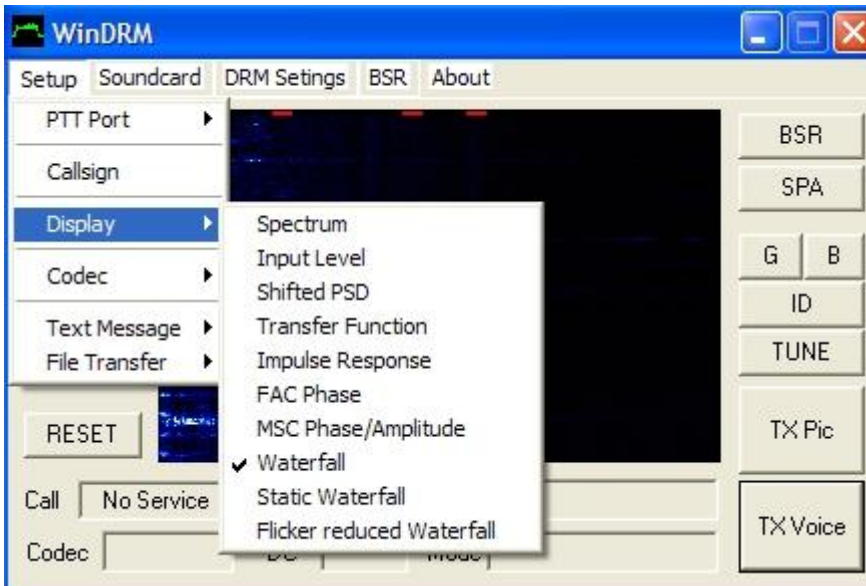 WinDRM
Setup Soundcard DRM Setings BSR About
PTT Port
Callsign
Display
Codec
Text Message
File Transfer
Spectrum
Input Level
Shifted PSD
Transfer Function
Impulse Response
FAC Phase
MSC Phase/Amplitude
Waterfall
Static Waterfall
Flicker reduced Waterfall
BSR
SPA
G B
ID
TUNE
TX Pic
TX Voice
RESET
Call No Service
Codec DC Mode